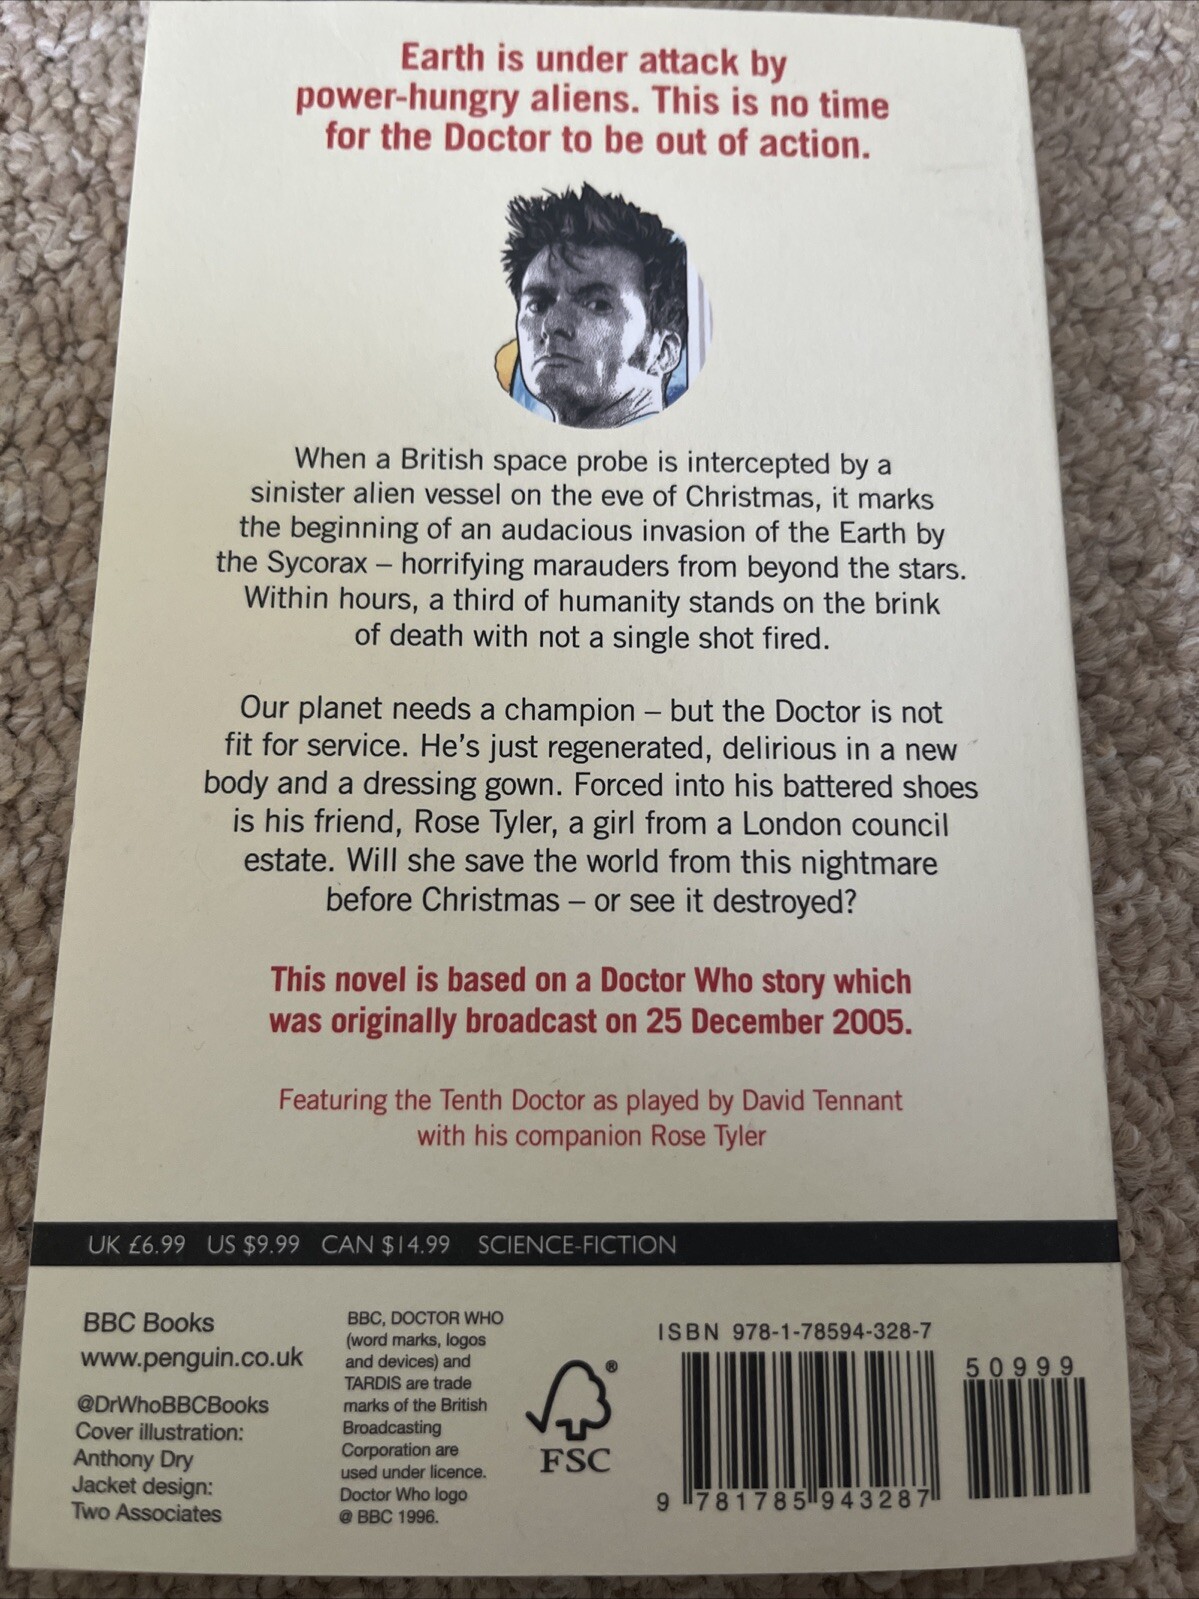 Earth is under attack by
power-hungry aliens. This is no time
for the Doctor to be out of action.
When a British space probe is intercepted by a
sinister alien vessel on the eve of Christmas, it marks
the beginning of an audacious invasion of the Earth by
the Sycorax – horrifying marauders from beyond the stars.
Within hours, a third of humanity stands on the brink
of death with not a single shot fired.
Our planet needs a champion – but the Doctor is not
fit for service. He's just regenerated, delirious in a new
body and a dressing gown. Forced into his battered shoes
is his friend, Rose Tyler, a girl from a London council
estate. Will she save the world from this nightmare
before Christmas – or see it destroyed?
This novel is based on a Doctor Who story which
was originally broadcast on 25 December 2005.
Featuring the Tenth Doctor as played by David Tennant
with his companion Rose Tyler
UK £6.99 US $9.99 CAN $14.99 SCIENCE-FICTION
BBC Books
www.penguin.co.uk
@DrWhoBBCBooks
Cover illustration:
Anthony Dry
Jacket design:
Two Associates
BBC, DOCTOR WHO
(word marks, logos
and devices) and
TARDIS are trade
marks of the British
Broadcasting
Corporation are
used under licence.
Doctor Who logo
@ BBC 1996.
®
FSC
ISBN 978-1-78594-328-7
50999
9 781785 943287